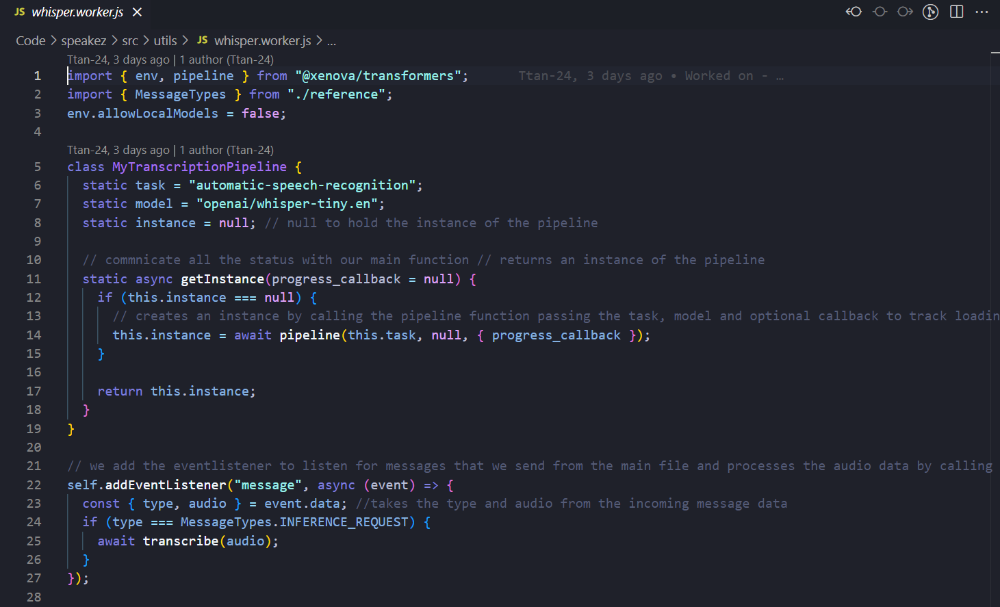 JS whisper.worker.js
Code > speakez > src > utils > JS whisper.worker.js > ...
Ttan-24, 3 days ago | 1 author (Ttan-24)
1 import { env, pipeline } from "@xenova/transformers"; Ttan-24, 3 days ago • Worked on - …
2 import { MessageTypes } from "./reference";
3 env.allowLocalModels = false;
4
Ttan-24, 3 days ago | 1 author (Ttan-24)
5 class MyTranscriptionPipeline {
6 static task = "automatic-speech-recognition";
7 static model = "openai/whisper-tiny.en";
8 static instance = null; // null to hold the instance of the pipeline
9
10 // commnicate all the status with our main function // returns an instance of the pipeline
11 static async getInstance(progress_callback = null) {
12 if (this.instance === null) {
13 // creates an instance by calling the pipeline function passing the task, model and optional callback to track loadin
14 this.instance = await pipeline(this.task, null, { progress_callback });
15 }
16
17 return this.instance;
18 }
19 }
20
21 // we add the eventlistener to listen for messages that we send from the main file and processes the audio data by calling
22 self.addEventListener("message", async (event) => {
23 const { type, audio } = event.data; //takes the type and audio from the incoming message data
24 if (type === MessageTypes.INFERENCE_REQUEST) {
25 await transcribe(audio);
26 }
27 });
28